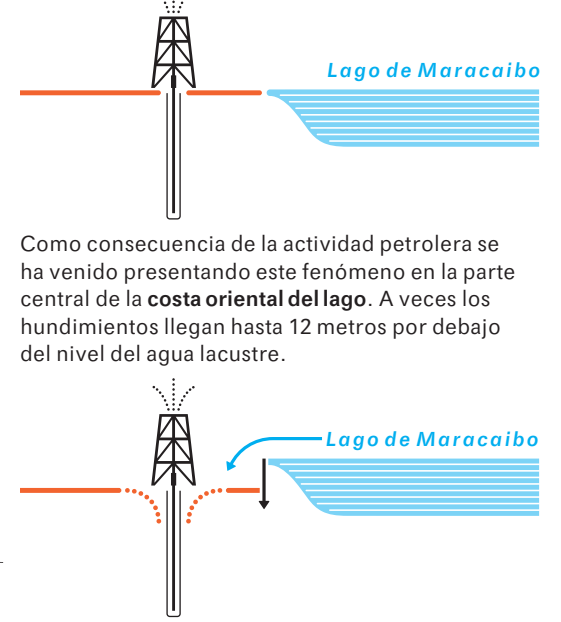 Lago de Maracaibo
Como consecuencia de la actividad petrolera se
ha venido presentando este fenómeno en la parte
central de la costa oriental del lago. A veces los
hundimientos llegan hasta 12 metros por debajo
del nivel del agua lacustre.
Lago de Maracaibo